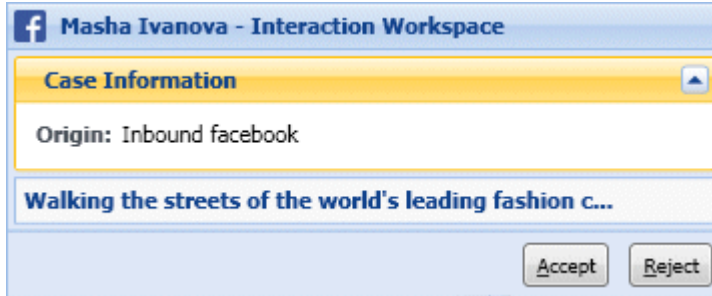 Masha Ivanova - Interaction Workspace
Case Information
Origin: Inbound facebook
Walking the streets of the world's leading fashion c...
Accept Reject